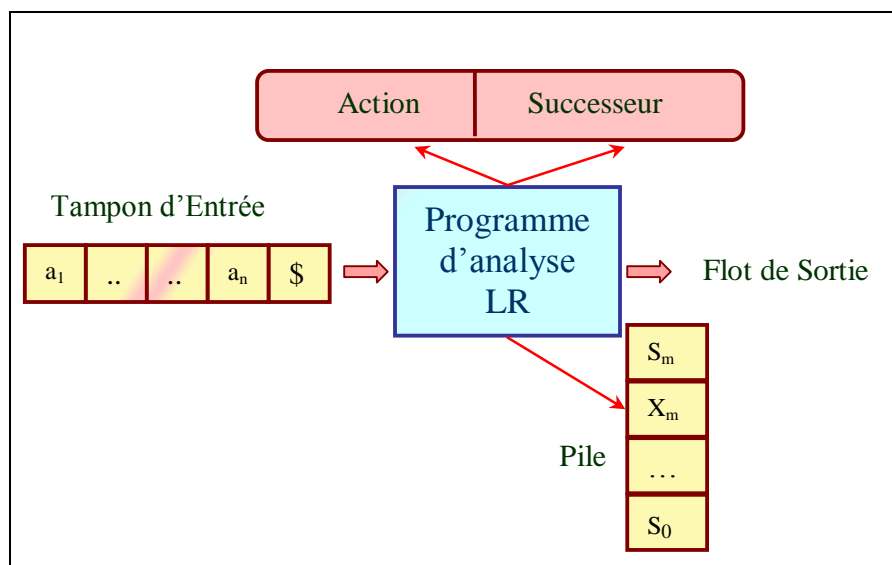 Action Successeur
Tampon d’Entrée
a1 .. .. an $
Programme
d’analyse
LR
Flot de Sortie
Sm
Xm
Pile
...
S0